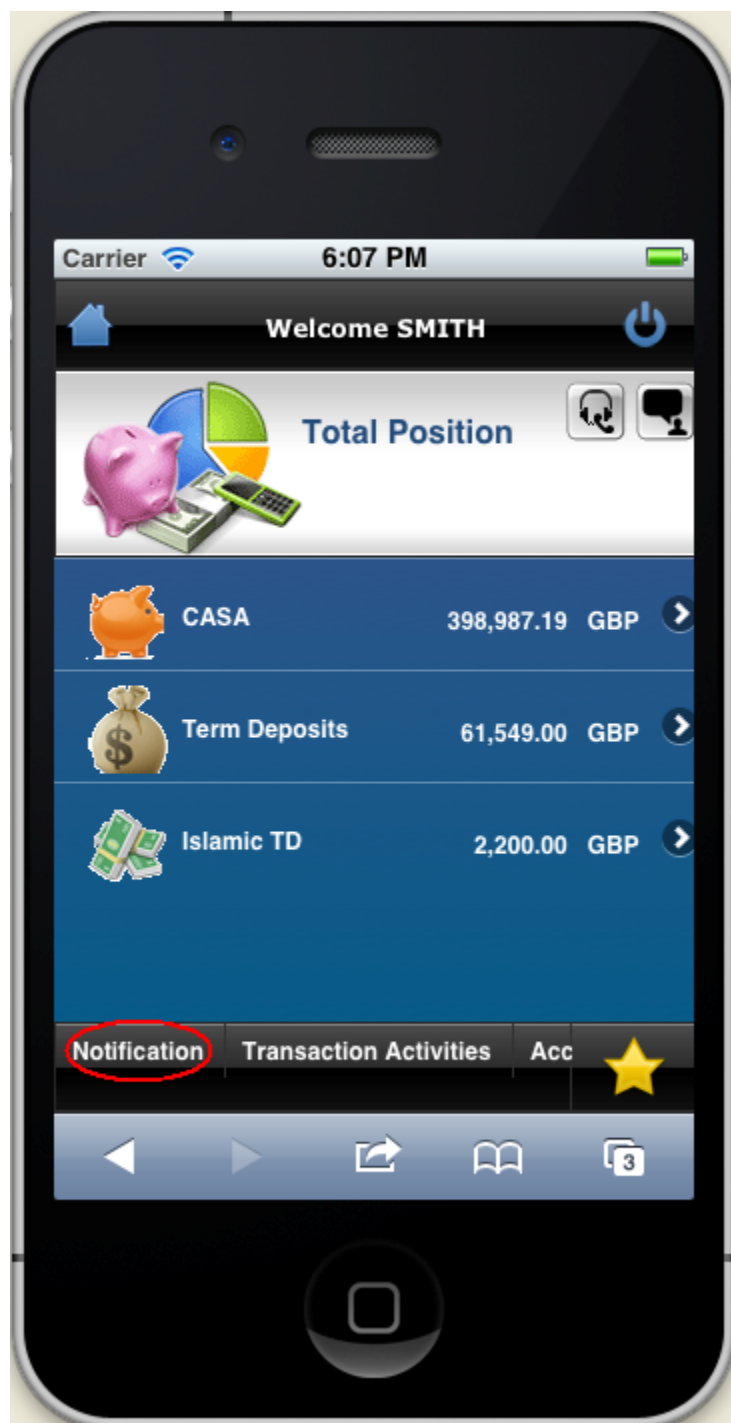 Carrier 6:07 PM
Welcome SMITH
Total Position
CASA 398,987.19 GBP
$
Term Deposits 61,549.00 GBP
Islamic TD 2,200.00 GBP
Notification Transaction Activities Acc
3